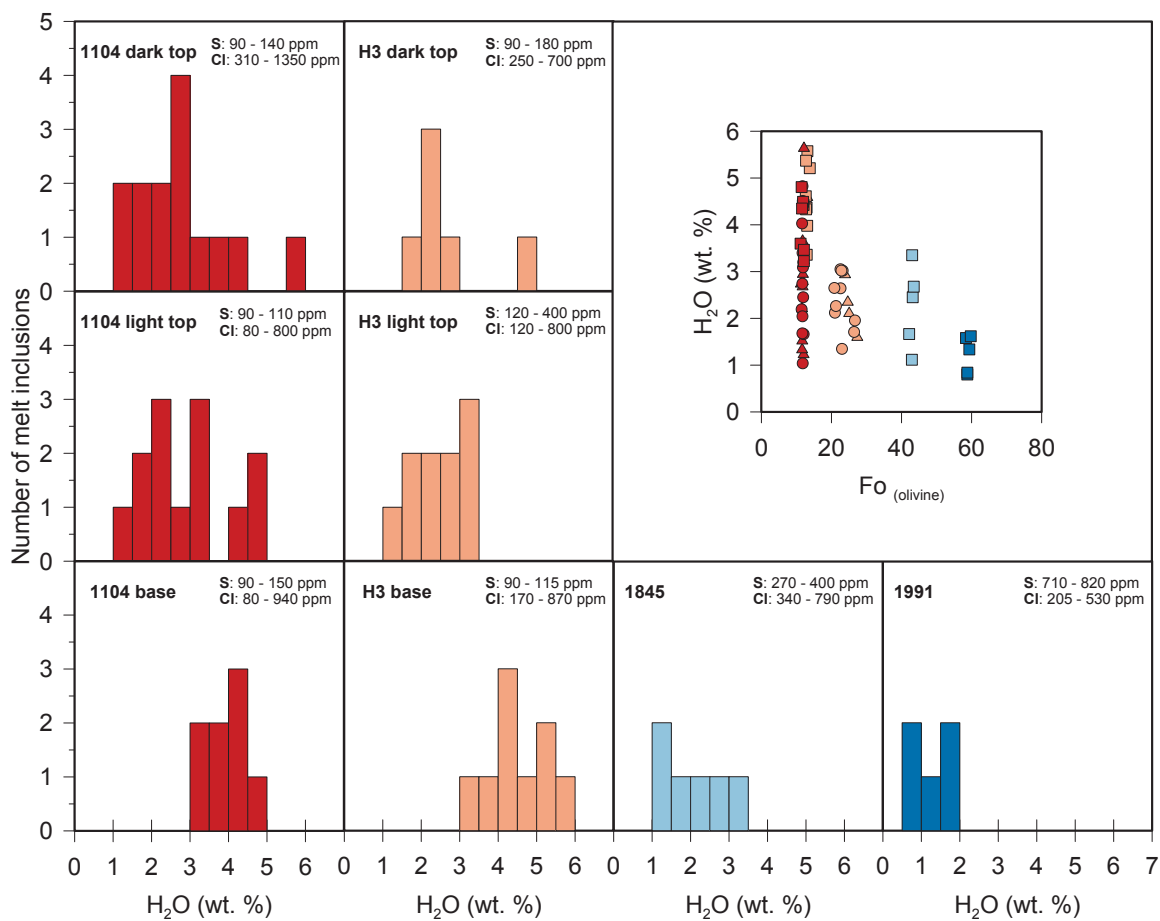 Number of melt inclusions
5
4
3
2
1
0
1104 dark top
S: 90 - 140 ppm
Cl: 310 - 1350 ppm
H3 dark top
S: 90 - 180 ppm
Cl: 250 - 700 ppm
H₂O (wt. %)
6
5
4
3
2
1
0
0 20 40 60 80
Fo (olivine)
4
3
2
1
0
1104 light top
S: 90 - 110 ppm
Cl: 80 - 800 ppm
H3 light top
S: 120 - 400 ppm
Cl: 120 - 800 ppm
4
3
2
1
0
1104 base
S: 90 - 150 ppm
Cl: 80 - 940 ppm
H3 base
S: 90 - 115 ppm
Cl: 170 - 870 ppm
1845
S: 270 - 400 ppm
Cl: 340 - 790 ppm
1991
S: 710 - 820 ppm
Cl: 205 - 530 ppm
0 1 2 3 4 5 6 0 1 2 3 4 5 6 0 1 2 3 4 5 6 0 1 2 3 4 5 6 7
H₂O (wt. %) H₂O (wt. %) H₂O (wt. %) H₂O (wt. %)